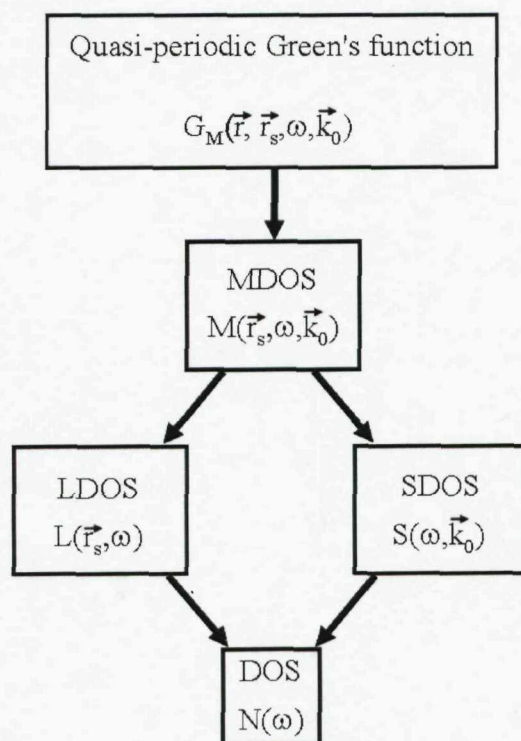 Quasi-periodic Green's function
G_M(r⃗, r⃗_s,ω,k⃗_0)
MDOS
M(r⃗_s,ω,k⃗_0)
LDOS
L(r⃗_s,ω)
SDOS
S(ω,k⃗_0)
DOS
N(ω)